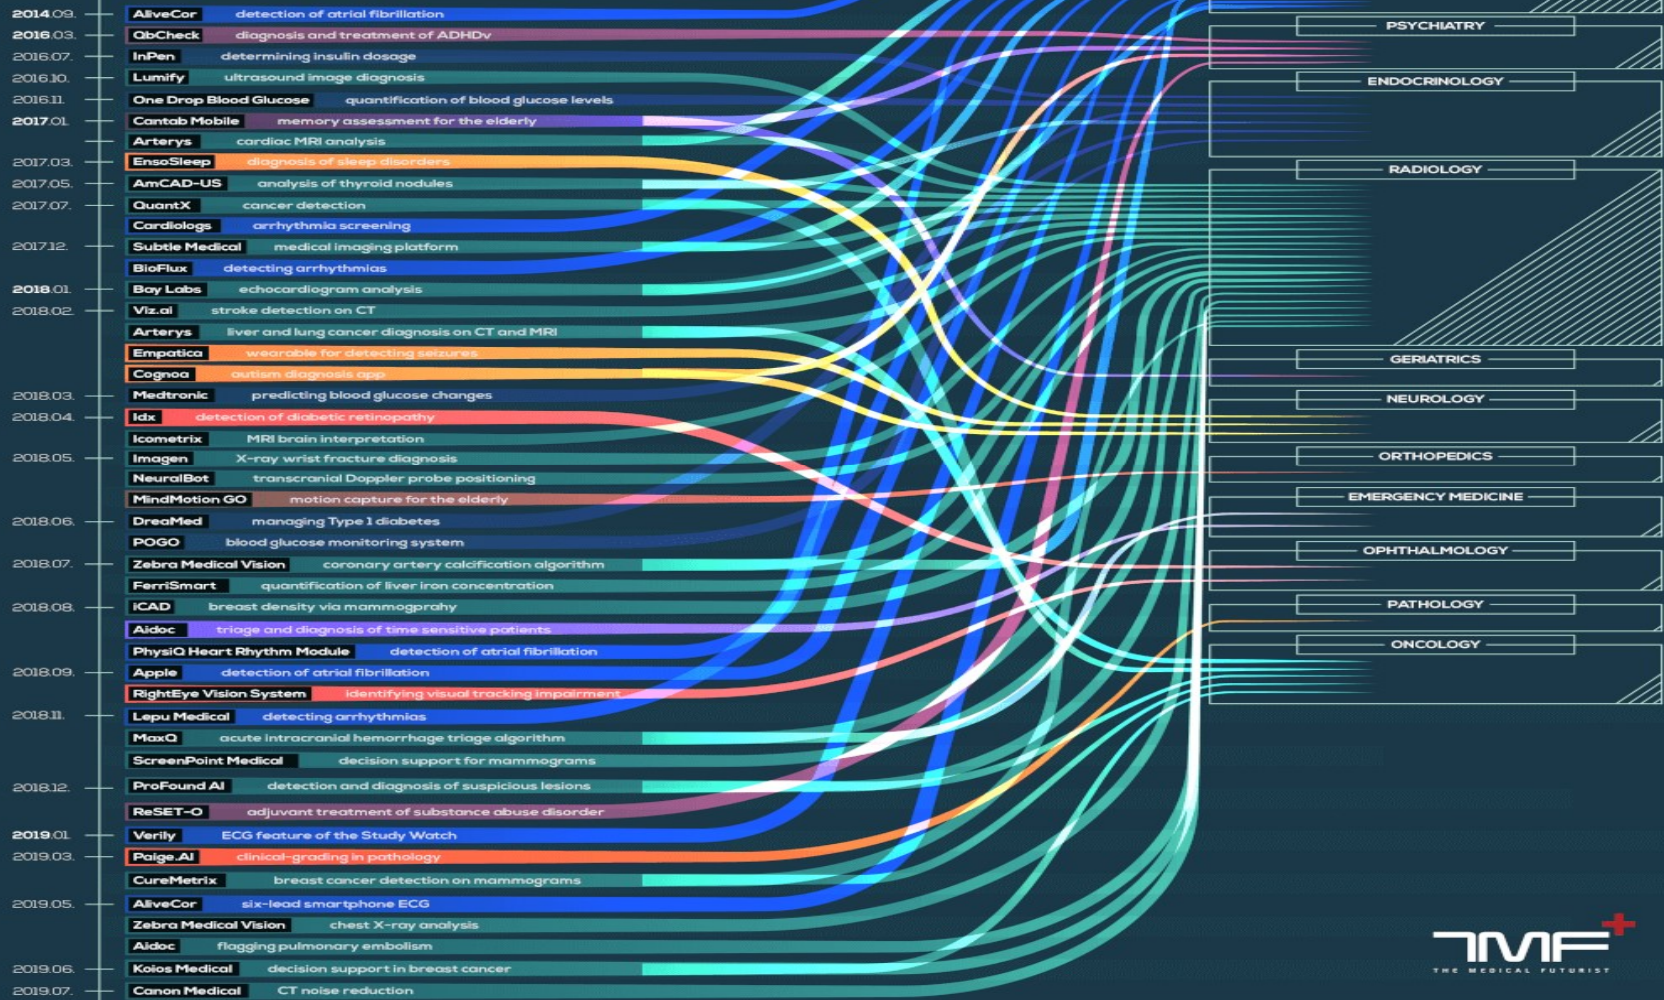 2014.09. AliveCor detection of atrial fibrillation
2016.03. QbCheck diagnosis and treatment of ADHDv
2016.07. InPen determining insulin dosage
2016.10. Lumify ultrasound image diagnosis
2016.11. One Drop Blood Glucose quantification of blood glucose levels
2017.01. Cantab Mobile memory assessment for the elderly
Arterys cardiac MRI analysis
2017.03. EnsoSleep diagnosis of sleep disorders
2017.05. AmCAD-US analysis of thyroid nodules
2017.07. QuantX cancer detection
Cardiologs arrhythmia screening
2017.12. Subtle Medical medical imaging platform
BioFlux detecting arrhythmias
2018.01. Bay Labs echocardiogram analysis
2018.02. Viz.ai stroke detection on CT
Arterys liver and lung cancer diagnosis on CT and MRI
Empatica wearable for detecting seizures
Cognoa autism diagnosis app
2018.03. Medtronic predicting blood glucose changes
2018.04. Idx detection of diabetic retinopathy
Icometrix MRI brain interpretation
2018.05. Imagen X-ray wrist fracture diagnosis
NeuralBot transcranial Doppler probe positioning
MindMotion GO motion capture for the elderly
2018.06. DreaMed managing Type 1 diabetes
POGO blood glucose monitoring system
2018.07. Zebra Medical Vision coronary artery calcification algorithm
FerriSmart quantification of liver iron concentration
2018.08. iCAD breast density via mammogprahy
Aidoc triage and diagnosis of time sensitive patients
PhysiQ Heart Rhythm Module detection of atrial fibrillation
2018.09. Apple detection of atrial fibrillation
RightEye Vision System identifying visual tracking impairment
2018.11. Lepu Medical detecting arrhythmias
MaxQ acute intracranial hemorrhage triage algorithm
ScreenPoint Medical decision support for mammograms
2018.12. ProFound AI detection and diagnosis of suspicious lesions
ReSET-O adjuvant treatment of substance abuse disorder
2019.01. Verily ECG feature of the Study Watch
2019.03. Paige.AI clinical-grading in pathology
CureMetrix breast cancer detection on mammograms
2019.05. AliveCor six-lead smartphone ECG
Zebra Medical Vision chest X-ray analysis
Aidoc flagging pulmonary embolism
2019.06. Koios Medical decision support in breast cancer
2019.07. Canon Medical CT noise reduction
PSYCHIATRY
ENDOCRINOLOGY
RADIOLOGY
GERIATRICS
NEUROLOGY
ORTHOPEDICS
EMERGENCY MEDICINE
OPHTHALMOLOGY
PATHOLOGY
ONCOLOGY
TMF
THE MEDICAL FUTURIST